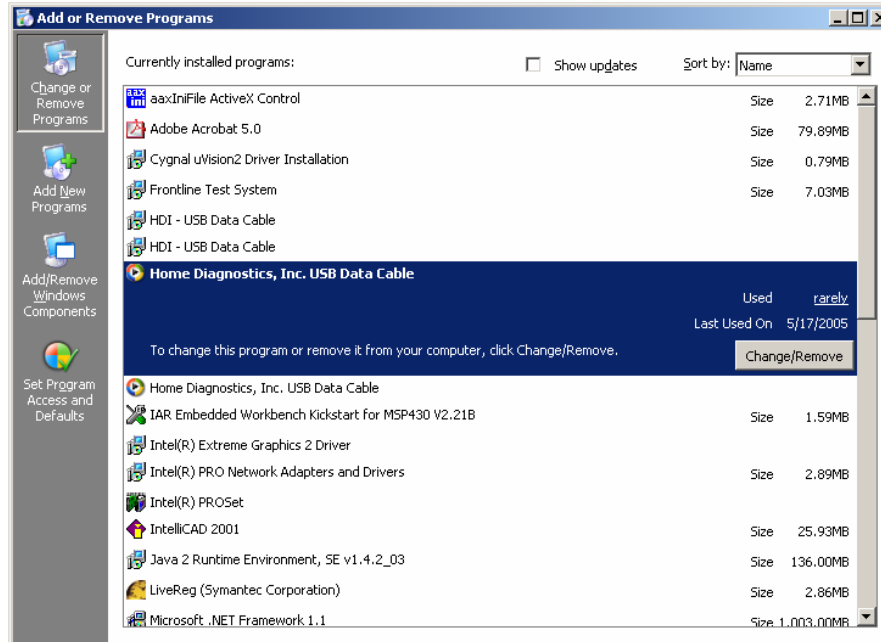 Add or Remove Programs
Change or
Remove
Programs
Add New
Programs
Add/Remove
Windows
Components
Set Program
Access and
Defaults
Currently installed programs:
Show updates
Sort by: Name
aaxIniFile ActiveX Control Size 2.71MB
Adobe Acrobat 5.0 Size 79.89MB
Cygnal uVision2 Driver Installation Size 0.79MB
Frontline Test System Size 7.03MB
HDI - USB Data Cable
HDI - USB Data Cable
Home Diagnostics, Inc. USB Data Cable
Used rarely
Last Used On 5/17/2005
To change this program or remove it from your computer, click Change/Remove. Change/Remove
Home Diagnostics, Inc. USB Data Cable
IAR Embedded Workbench Kickstart for MSP430 V2.21B Size 1.59MB
Intel(R) Extreme Graphics 2 Driver
Intel(R) PRO Network Adapters and Drivers Size 2.89MB
Intel(R) PROSet
IntelliCAD 2001 Size 25.93MB
Java 2 Runtime Environment, SE v1.4.2_03 Size 136.00MB
LiveReg (Symantec Corporation) Size 2.86MB
Microsoft .NET Framework 1.1 Size 1,003.00MB